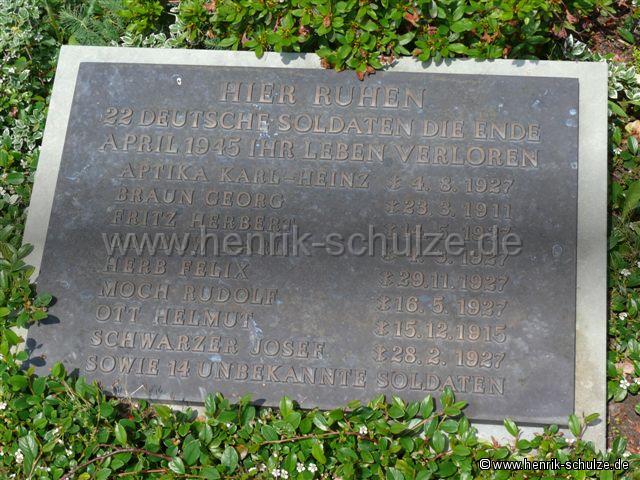 HIER RUHEN
22 DEUTSCHE SOLDATEN DIE ENDE
APRIL 1945 IHR LEBEN VERLOREN
APTIKA KARL-HEINZ * 4. 8. 1927
BRAUN GEORG * 23. 3. 1911
FRITZ HERBERT 1927
www.henrik-schulze.de
1927
HERB FELIX * 29.11.1927
MOCH RUDOLF * 16. 5. 1927
OTT HELMUT * 15.12.1915
SCHWARZER JOSEF * 28. 2. 1927
SOWIE 14 UNBEKANNTE SOLDATEN
©www.henrik-schulze.de